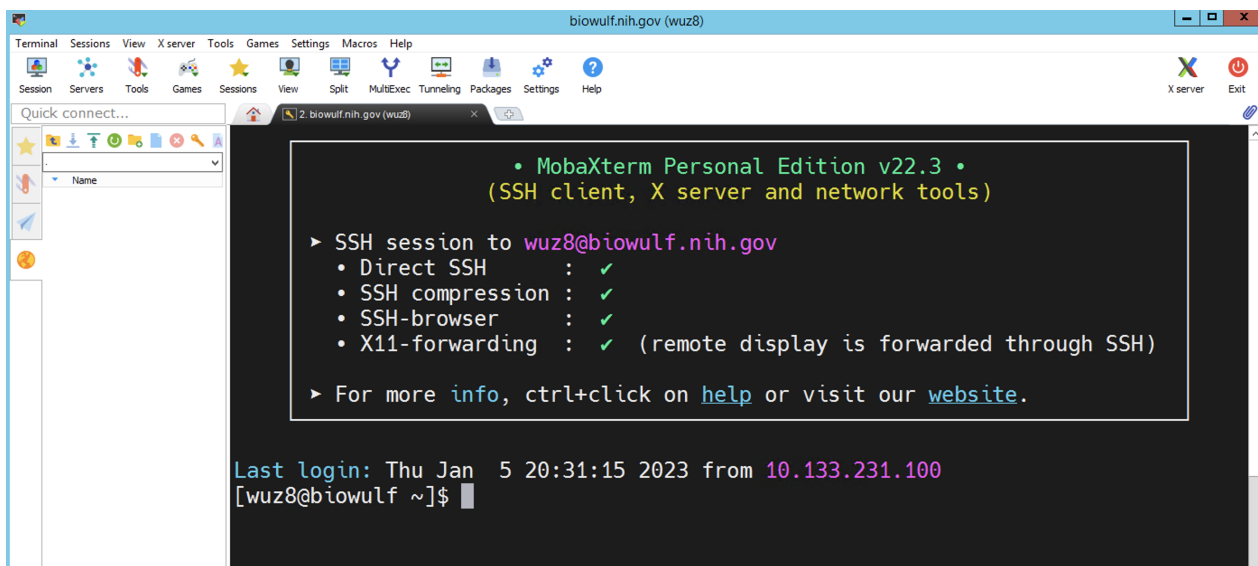 biowulf.nih.gov (wuz8)
Terminal Sessions View X server Tools Games Settings Macros Help
Session Servers Tools Games Sessions View Split MultiExec Tunneling Packages Settings Help X server Exit
Quick connect...
2. biowulf.nih.gov (wuz8)
.
Name
• MobaXterm Personal Edition v22.3 •
(SSH client, X server and network tools)
➤ SSH session to wuz8@biowulf.nih.gov
• Direct SSH : ✔
• SSH compression : ✔
• SSH-browser : ✔
• X11-forwarding : ✔ (remote display is forwarded through SSH)
➤ For more info, ctrl+click on help or visit our website.
Last login: Thu Jan  5 20:31:15 2023 from 10.133.231.100
[wuz8@biowulf ~]$